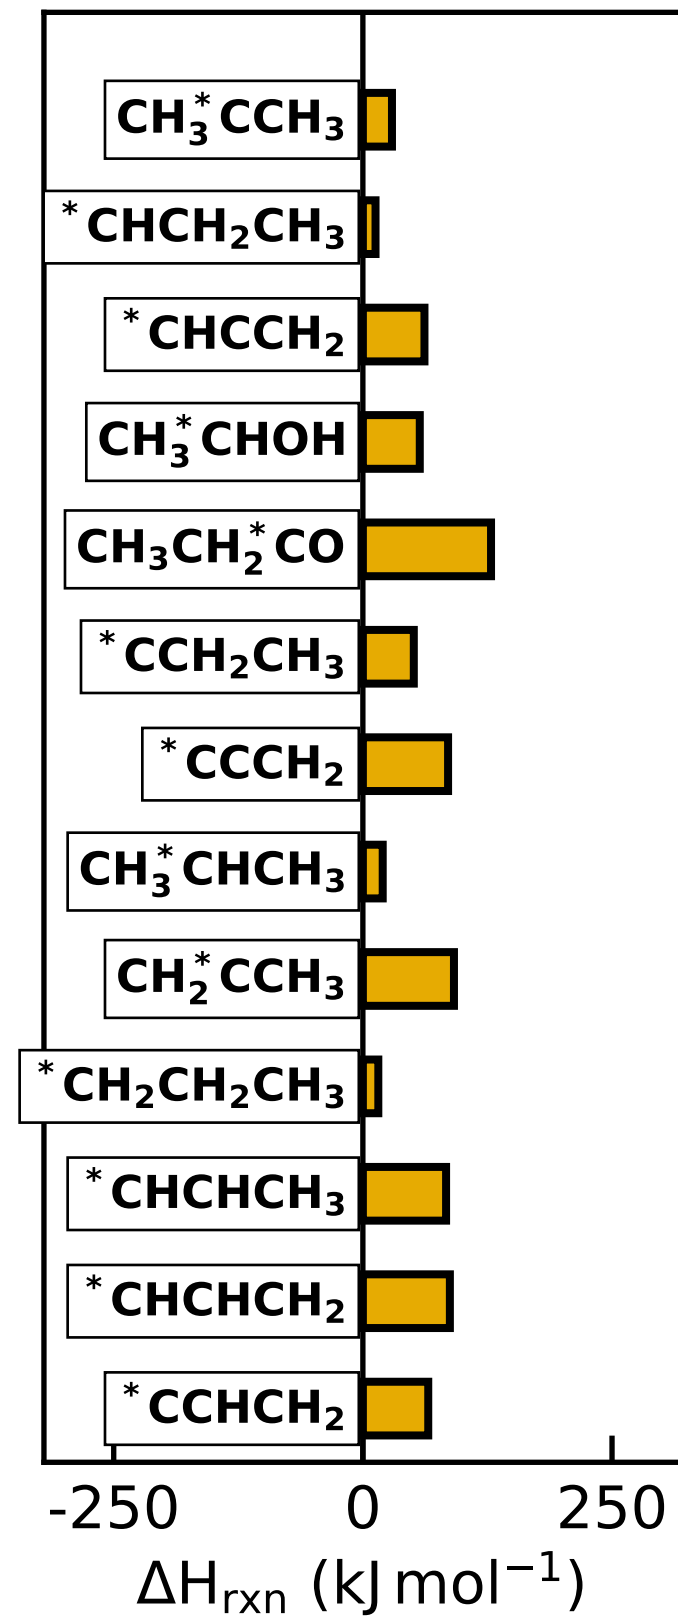 CH₃*CCH₃
*CHCH₂CH₃
*CHCCH₂
CH₃*CHOH
CH₃CH₂*CO
*CCH₂CH₃
*CCCH₂
CH₃*CHCH₃
CH₂*CCH₃
*CH₂CH₂CH₃
*CHCHCH₃
*CHCHCH₂
*CCHCH₂
-250 0 250
ΔHrxn (kJ mol⁻¹)